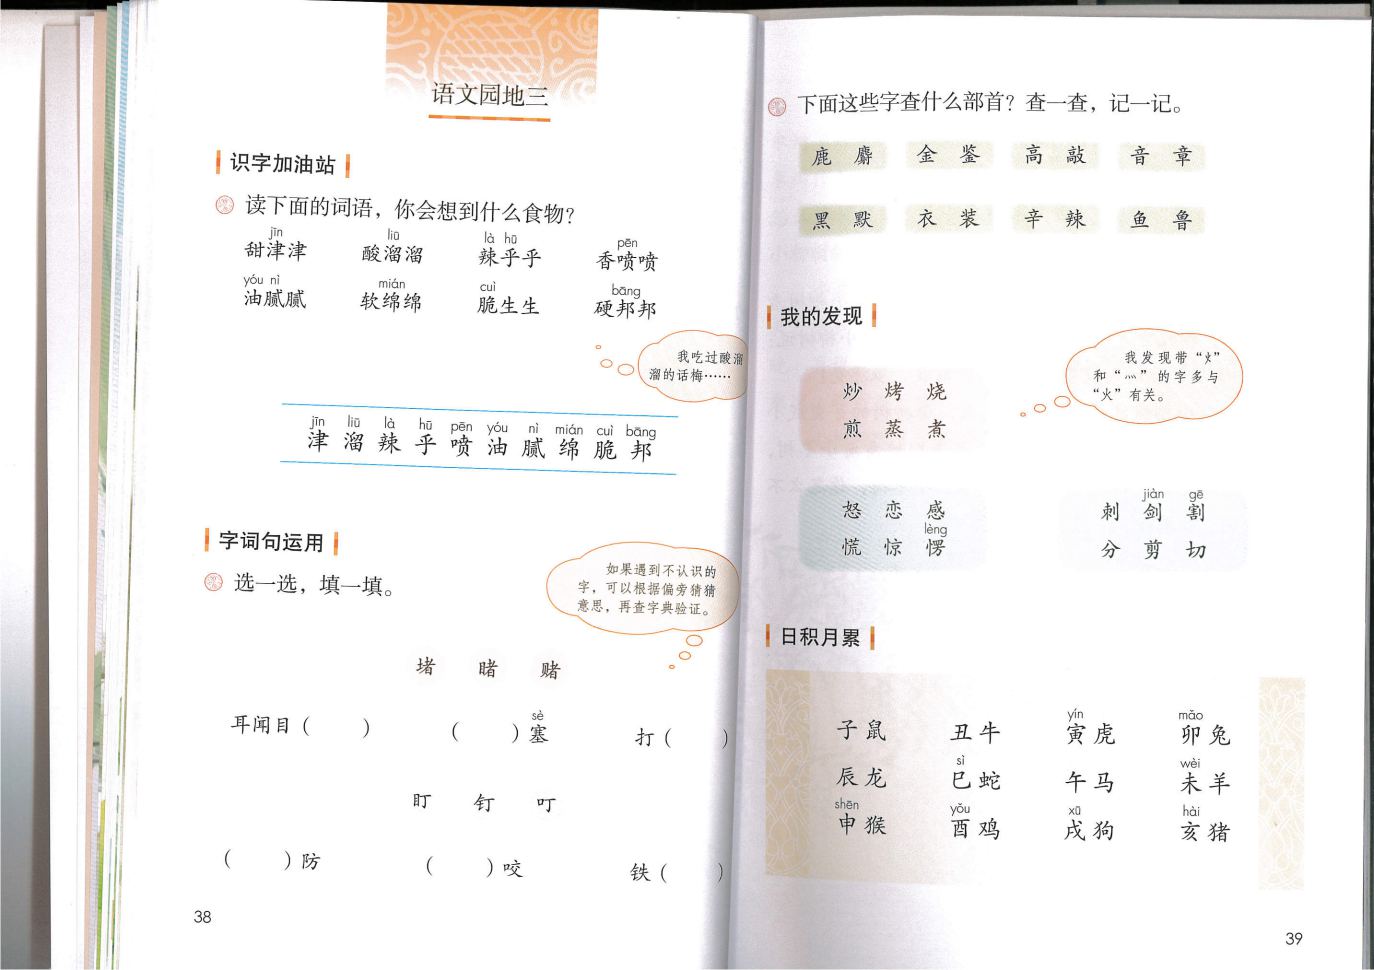 语文园地三
识字加油站
读下面的词语，你会想到什么食物？
jīn liū là hū pēn
甜津津 酸溜溜 辣乎乎 香喷喷
yóu nì mián cuì bāng
油腻腻 软绵绵 脆生生 硬邦邦
我吃过酸溜
溜的话梅……
jīn liū là hū pēn yóu nì mián cuì bāng
津 溜 辣 乎 喷 油 腻 绵 脆 邦
字词句运用
选一选，填一填。
如果遇到不认识的
字，可以根据偏旁猜猜
意思，再查字典验证。
堵 睹 赌
sè
耳闻目（ ） （ ）塞 打（ ）
盯 钉 叮
（ ）防 （ ）咬 铁（ ）
38
下面这些字查什么部首？查一查，记一记。
鹿 麝 金 鉴 高 敲 音 章
黑 默 衣 装 辛 辣 鱼 鲁
我的发现
我发现带“火”
和“灬”的字多与
“火”有关。
炒 烤 烧
煎 蒸 煮
怒 恋 感
lèng
慌 惊 愣
jiàn gē
刺 剑 割
分 剪 切
日积月累
yín mǎo
子鼠 丑牛 寅虎 卯兔
sì wèi
辰龙 巳蛇 午马 未羊
shēn yǒu xū hài
申猴 酉鸡 戌狗 亥猪
39